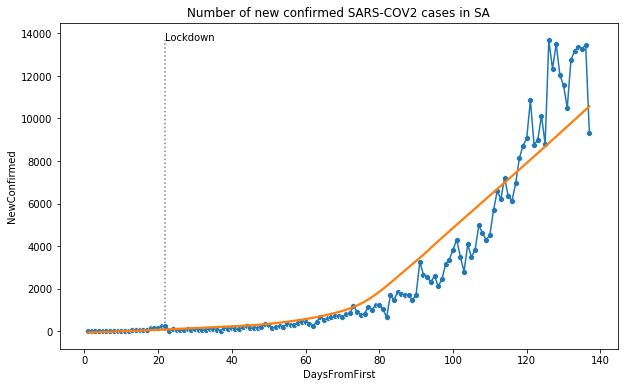 Number of new confirmed SARS-COV2 cases in SA
Lockdown
14000
12000
10000
8000
6000
4000
2000
0
NewConfirmed
0 20 40 60 80 100 120 140
DaysFromFirst